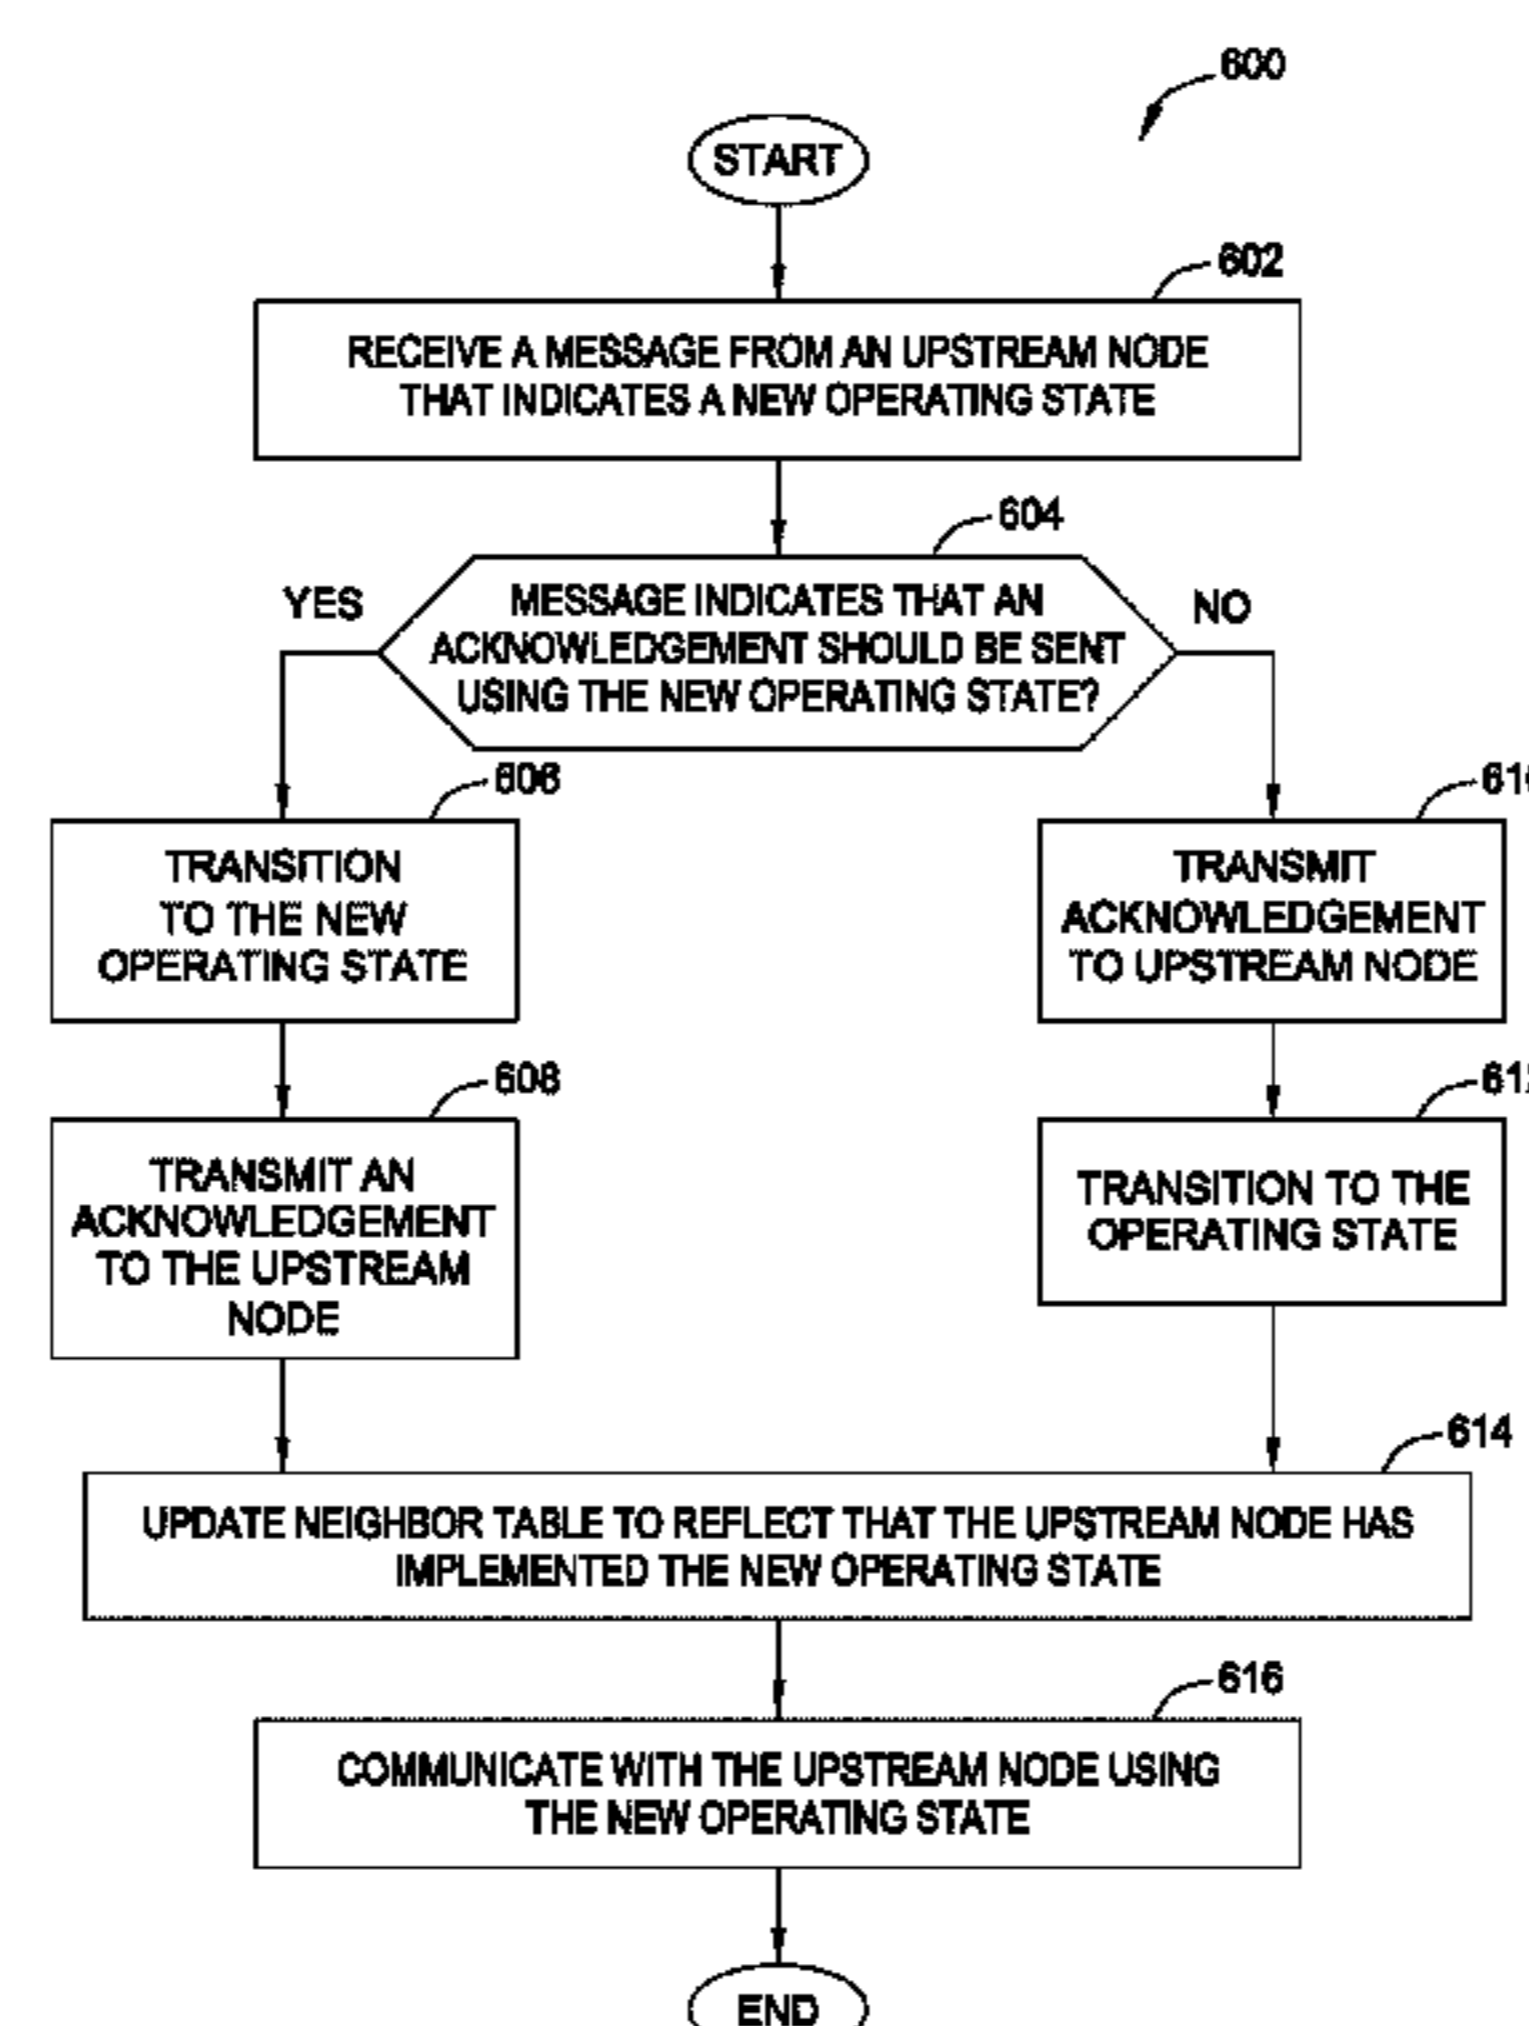 600
START
602
RECEIVE A MESSAGE FROM AN UPSTREAM NODE
THAT INDICATES A NEW OPERATING STATE
604
YES
MESSAGE INDICATES THAT AN
ACKNOWLEDGEMENT SHOULD BE SENT
USING THE NEW OPERATING STATE?
NO
606
TRANSITION
TO THE NEW
OPERATING STATE
608
TRANSMIT AN
ACKNOWLEDGEMENT
TO THE UPSTREAM
NODE
TRANSMIT
ACKNOWLEDGEMENT
TO UPSTREAM NODE
TRANSITION TO THE
OPERATING STATE
614
UPDATE NEIGHBOR TABLE TO REFLECT THAT THE UPSTREAM NODE HAS
IMPLEMENTED THE NEW OPERATING STATE
616
COMMUNICATE WITH THE UPSTREAM NODE USING
THE NEW OPERATING STATE
END